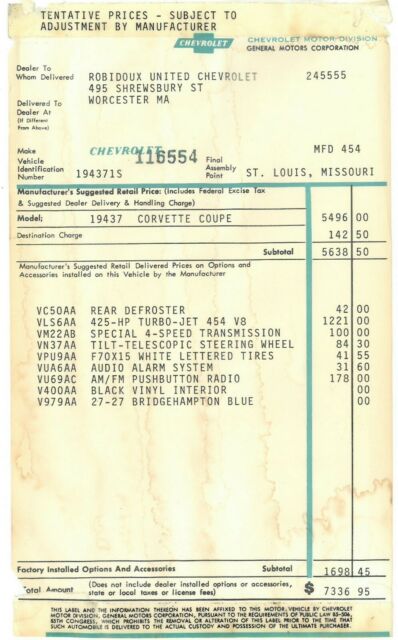 TENTATIVE PRICES - SUBJECT TO
ADJUSTMENT BY MANUFACTURER
CHEVROLET
CHEVROLET MOTOR DIVISION
GENERAL MOTORS CORPORATION
Dealer To
Whom Delivered
ROBIDOUX UNITED CHEVROLET 245555
495 SHREWSBURY ST
WORCESTER MA
Delivered To
Dealer At
(If Different
From Above)
Make CHEVROLET MFD 454
Vehicle
Identification
Number 194371S 116554
Final
Assembly
Point ST. LOUIS, MISSOURI
Manufacturer's Suggested Retail Price: (Includes Federal Excise Tax
& Suggested Dealer Delivery & Handling Charge)
Model: 19437 CORVETTE COUPE 5496 00
Destination Charge 142 50
Subtotal 5638 50
Manufacturer's Suggested Retail Delivered Prices on Options and
Accessories installed on this Vehicle by the Manufacturer
VC50AA REAR DEFROSTER 42 00
VLS6AA 425-HP TURBO-JET 454 V8 1221 00
VM22AB SPECIAL 4-SPEED TRANSMISSION 100 00
VN37AA TILT-TELESCOPIC STEERING WHEEL 84 30
VPU9AA F70X15 WHITE LETTERED TIRES 41 55
VUA6AA AUDIO ALARM SYSTEM 31 60
VU69AC AM/FM PUSHBUTTON RADIO 178 00
V400AA BLACK VINYL INTERIOR 00
V979AA 27-27 BRIDGEHAMPTON BLUE 00
Factory Installed Options And Accessories Subtotal 1698 45
Total Amount (Does not include dealer installed options or accessories,
state or local taxes or license fees) $ 7336 95
THIS LABEL AND THE INFORMATION THEREON HAS BEEN AFFIXED TO THIS MOTOR VEHICLE BY CHEVROLET
MOTOR DIVISION, GENERAL MOTORS CORPORATION, PURSUANT TO THE REQUIREMENTS OF PUBLIC LAW 85-506,
85TH CONGRESS, WHICH PROHIBITS THE REMOVAL OR ALTERATION OF THIS LABEL PRIOR TO THE TIME THAT
SUCH AUTOMOBILE IS DELIVERED TO THE ACTUAL CUSTODY AND POSSESSION OF THE ULTIMATE PURCHASER.